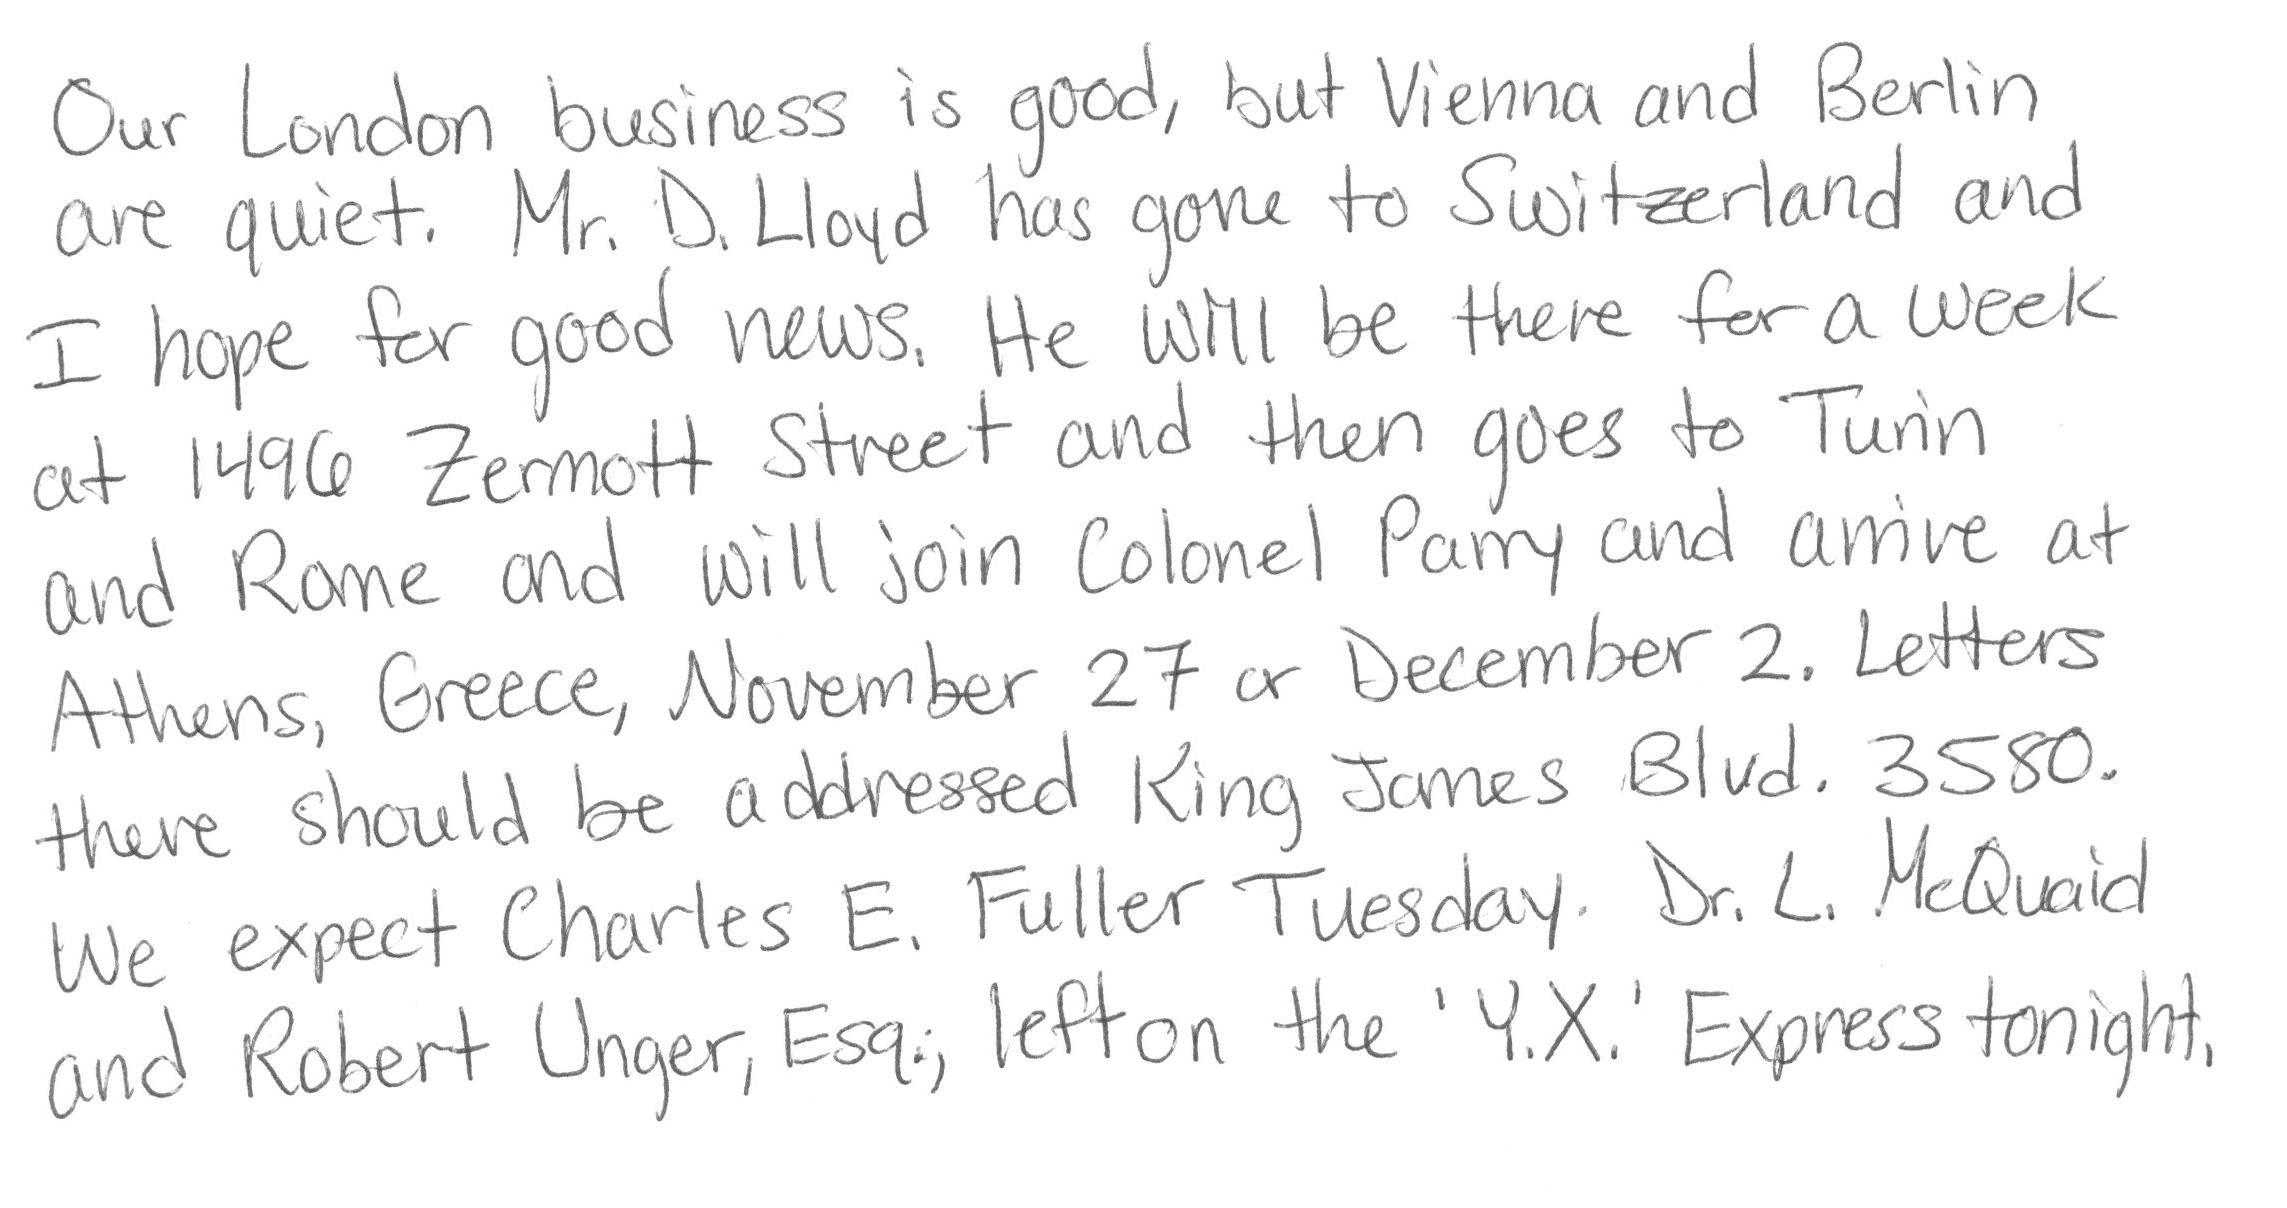 Our London business is good, but Vienna and Berlin
are quiet. Mr. D. Lloyd has gone to Switzerland and
I hope for good news. He will be there for a week
at 1496 Zermott Street and then goes to Turin
and Rome and will join Colonel Parry and arrive at
Athens, Greece, November 27 or December 2. Letters
there should be addressed King James Blvd. 3580.
We expect Charles E. Fuller Tuesday. Dr. L. McQuaid
and Robert Unger, Esq., left on the 'Y.X.' Express tonight.